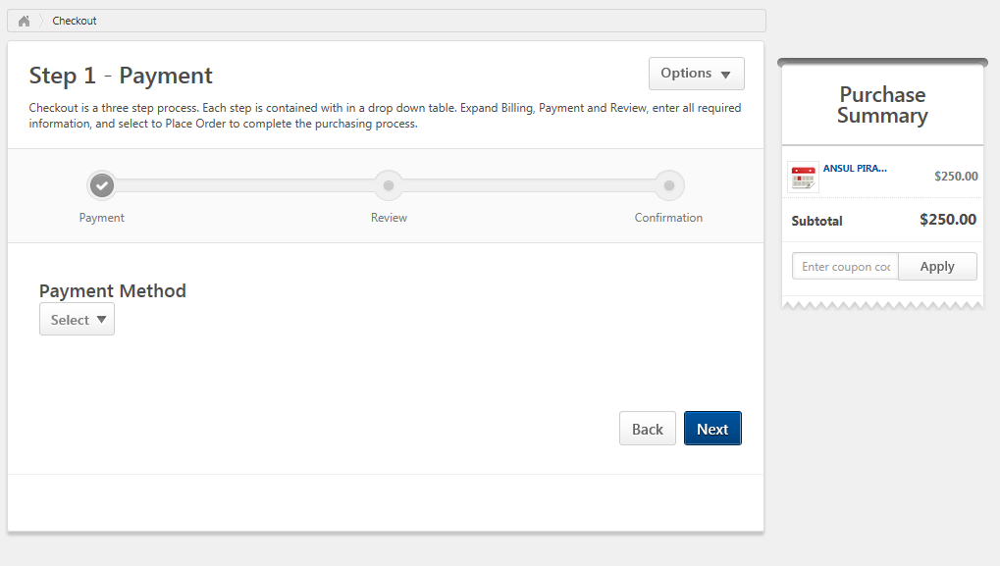 Checkout
Step 1 - Payment
Options
Checkout is a three step process. Each step is contained with in a drop down table. Expand Billing, Payment and Review, enter all required
information, and select to Place Order to complete the purchasing process.
Payment
Review
Confirmation
Payment Method
Select
Back
Next
Purchase
Summary
ANSUL PIRA...
$250.00
Subtotal
$250.00
Enter coupon coc
Apply